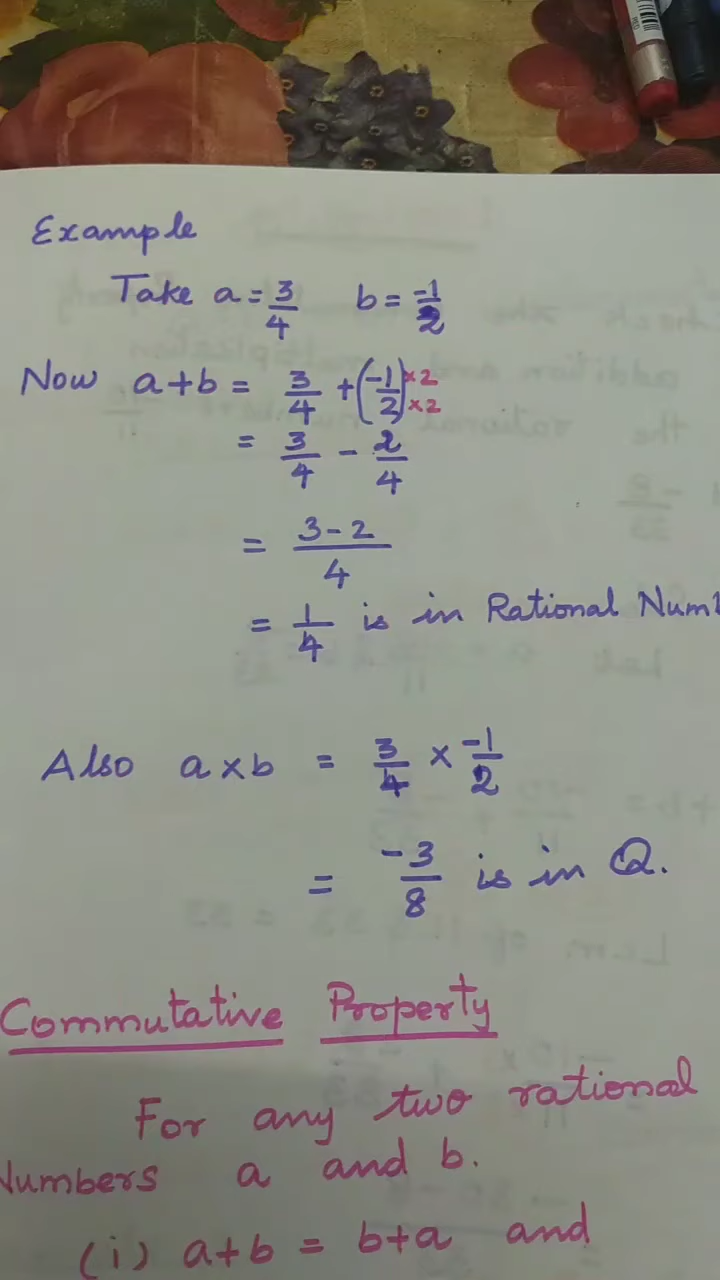 Example
Take a = 3/4 b = -1/2
Now a+b = 3/4 + (-1/2) ×2 ×2
= 3/4 - 2/4
= 3-2/4
= 1/4 is in Rational Numb
Also a×b = 3/4 × -1/2
= -3/8 is in Q.
Commutative Property
For any two rational
Numbers a and b.
(i) a+b = b+a and